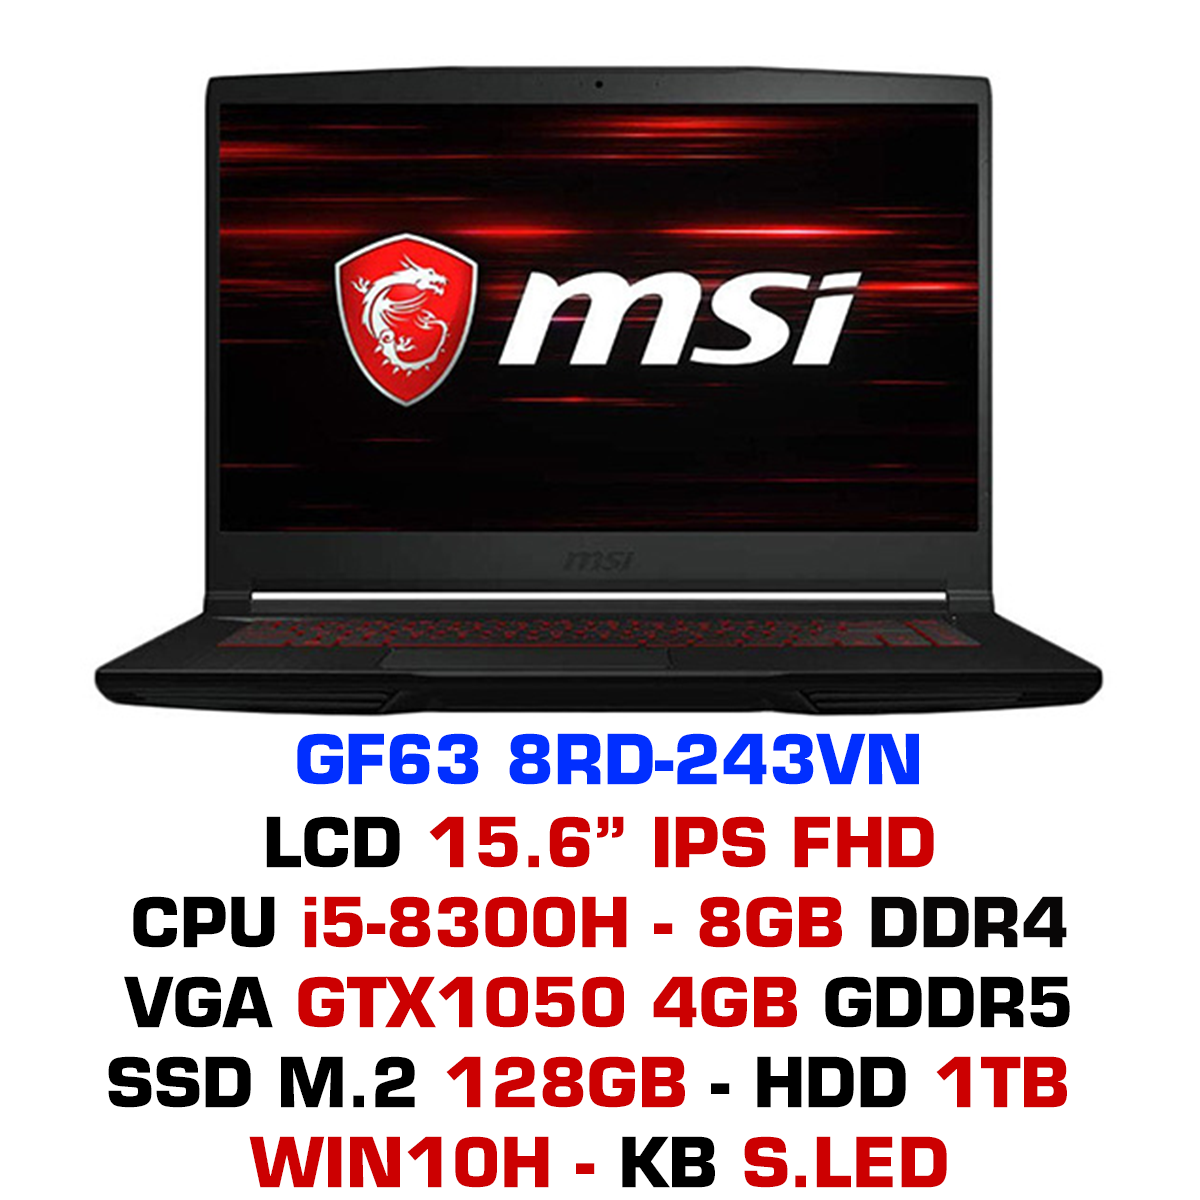 msi
msi
GF63 8RD-243VN
LCD 15.6” IPS FHD
CPU i5-8300H - 8GB DDR4
VGA GTX1050 4GB GDDR5
SSD M.2 128GB - HDD 1TB
WIN10H - KB S.LED